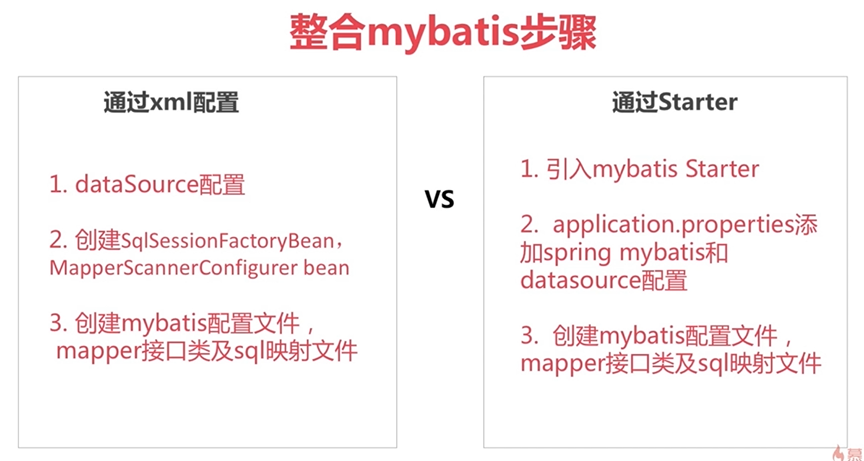 整合mybatis步骤
通过xml配置
1. dataSource配置
2. 创建SqlSessionFactoryBean，
MapperScannerConfigurer bean
3. 创建mybatis配置文件，
mapper接口类及sql映射文件
VS
通过Starter
1. 引入mybatis Starter
2. application.properties添
加spring mybatis和
datasource配置
3. 创建mybatis配置文件，
mapper接口类及sql映射文件